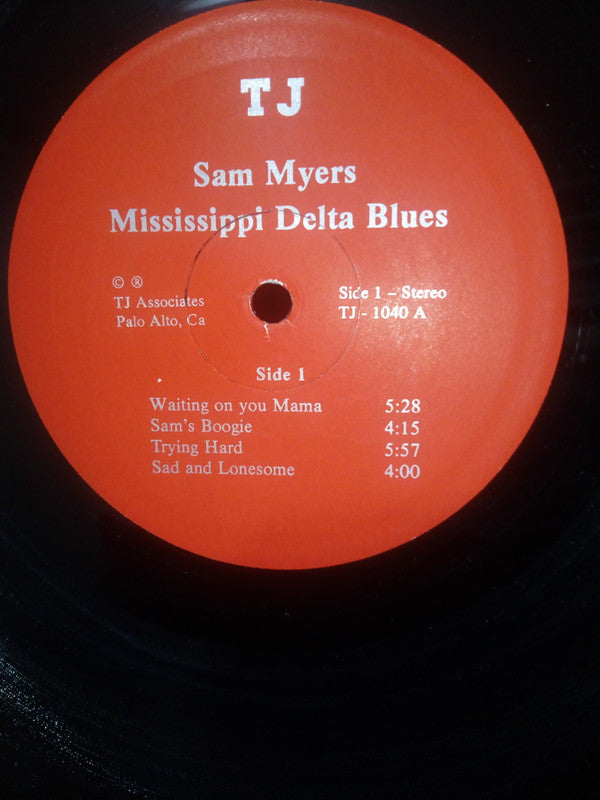 TJ
Sam Myers
Mississippi Delta Blues
© ®
TJ Associates
Palo Alto, Ca
Side 1 – Stereo
TJ - 1040 A
Side 1
Waiting on you Mama 5:28
Sam's Boogie 4:15
Trying Hard 5:57
Sad and Lonesome 4:00